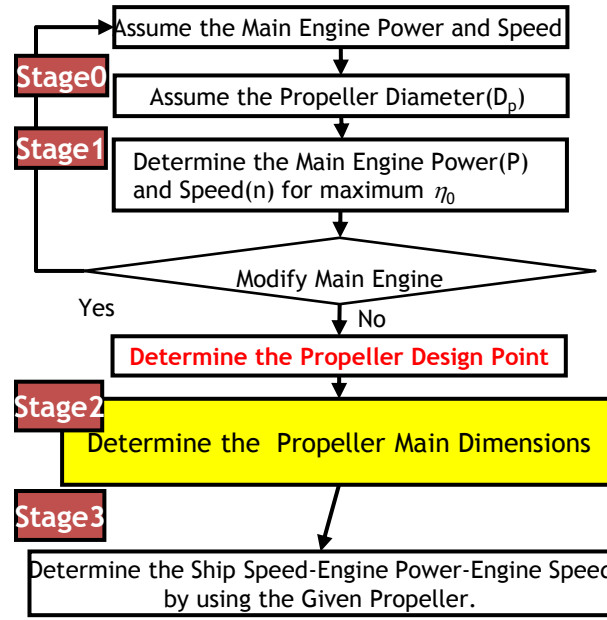 Assume the Main Engine Power and Speed
Stage0
Assume the Propeller Diameter(Dp)
Stage1
Determine the Main Engine Power(P)
and Speed(n) for maximum η0
Modify Main Engine
Yes
No
Determine the Propeller Design Point
Stage2
Determine the Propeller Main Dimensions
Stage3
Determine the Ship Speed-Engine Power-Engine Speed
by using the Given Propeller.